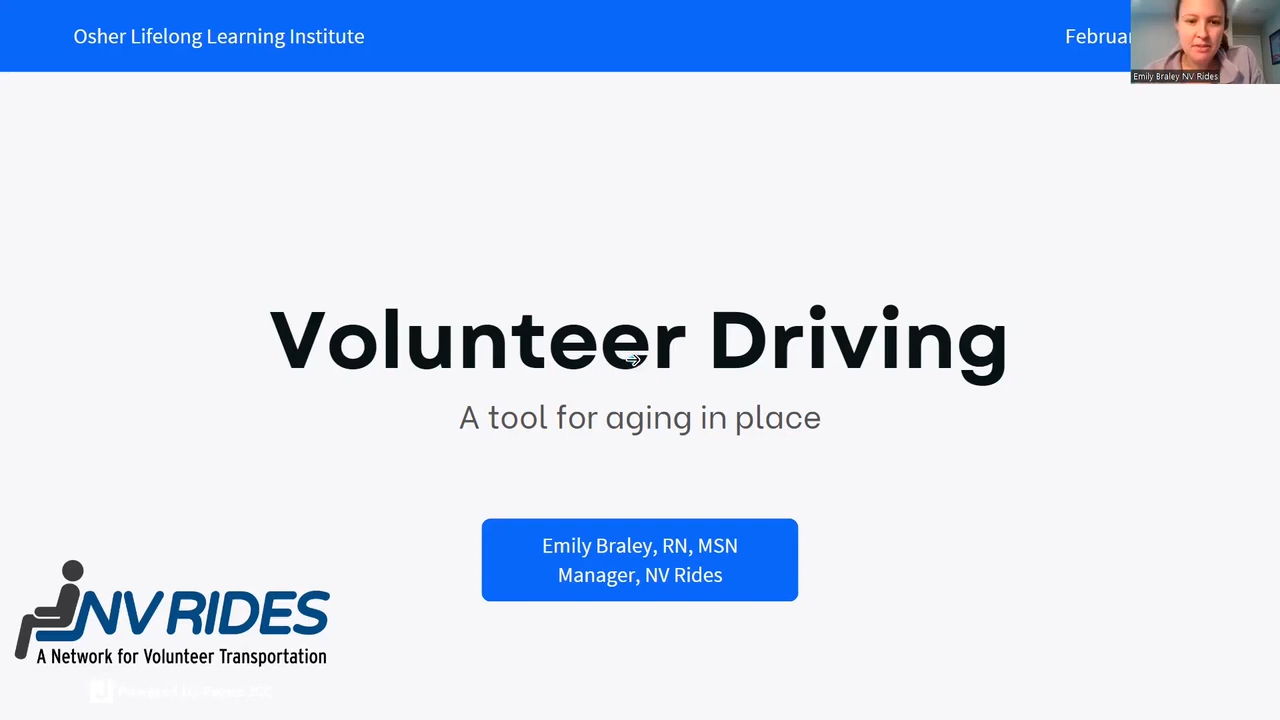 Osher Lifelong Learning Institute
Emily Braley NV Rides
Volunteer Driving
A tool for aging in place
Emily Braley, RN, MSN
Manager, NV Rides
NV RIDES
A Network for Volunteer Transportation